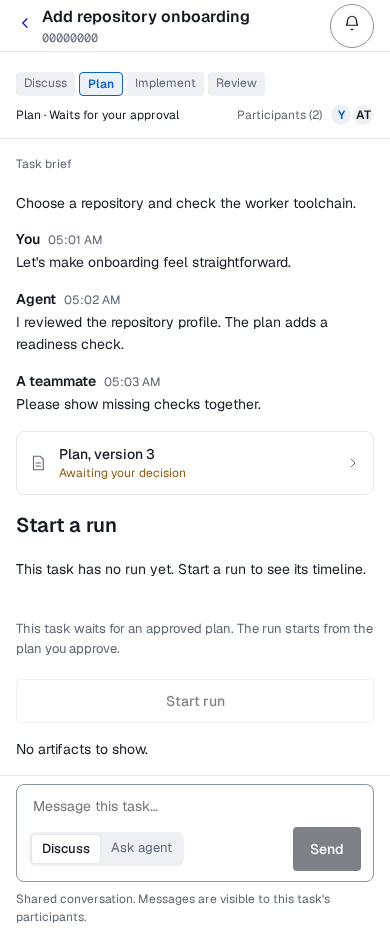 Add repository onboarding
00000000
Discuss Plan Implement Review
Plan · Waits for your approval Participants (2) Y AT
Task brief
Choose a repository and check the worker toolchain.
You 05:01 AM
Let's make onboarding feel straightforward.
Agent 05:02 AM
I reviewed the repository profile. The plan adds a
readiness check.
A teammate 05:03 AM
Please show missing checks together.
Plan, version 3
Awaiting your decision
Start a run
This task has no run yet. Start a run to see its timeline.
This task waits for an approved plan. The run starts from the
plan you approve.
Start run
No artifacts to show.
Message this task...
Discuss Ask agent Send
Shared conversation. Messages are visible to this task's
participants.